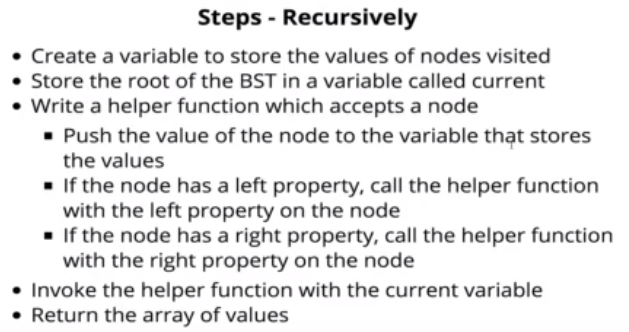 Steps - Recursively
• Create a variable to store the values of nodes visited
• Store the root of the BST in a variable called current
• Write a helper function which accepts a node
▪ Push the value of the node to the variable that stores
the values
▪ If the node has a left property, call the helper function
with the left property on the node
▪ If the node has a right property, call the helper function
with the right property on the node
• Invoke the helper function with the current variable
• Return the array of values